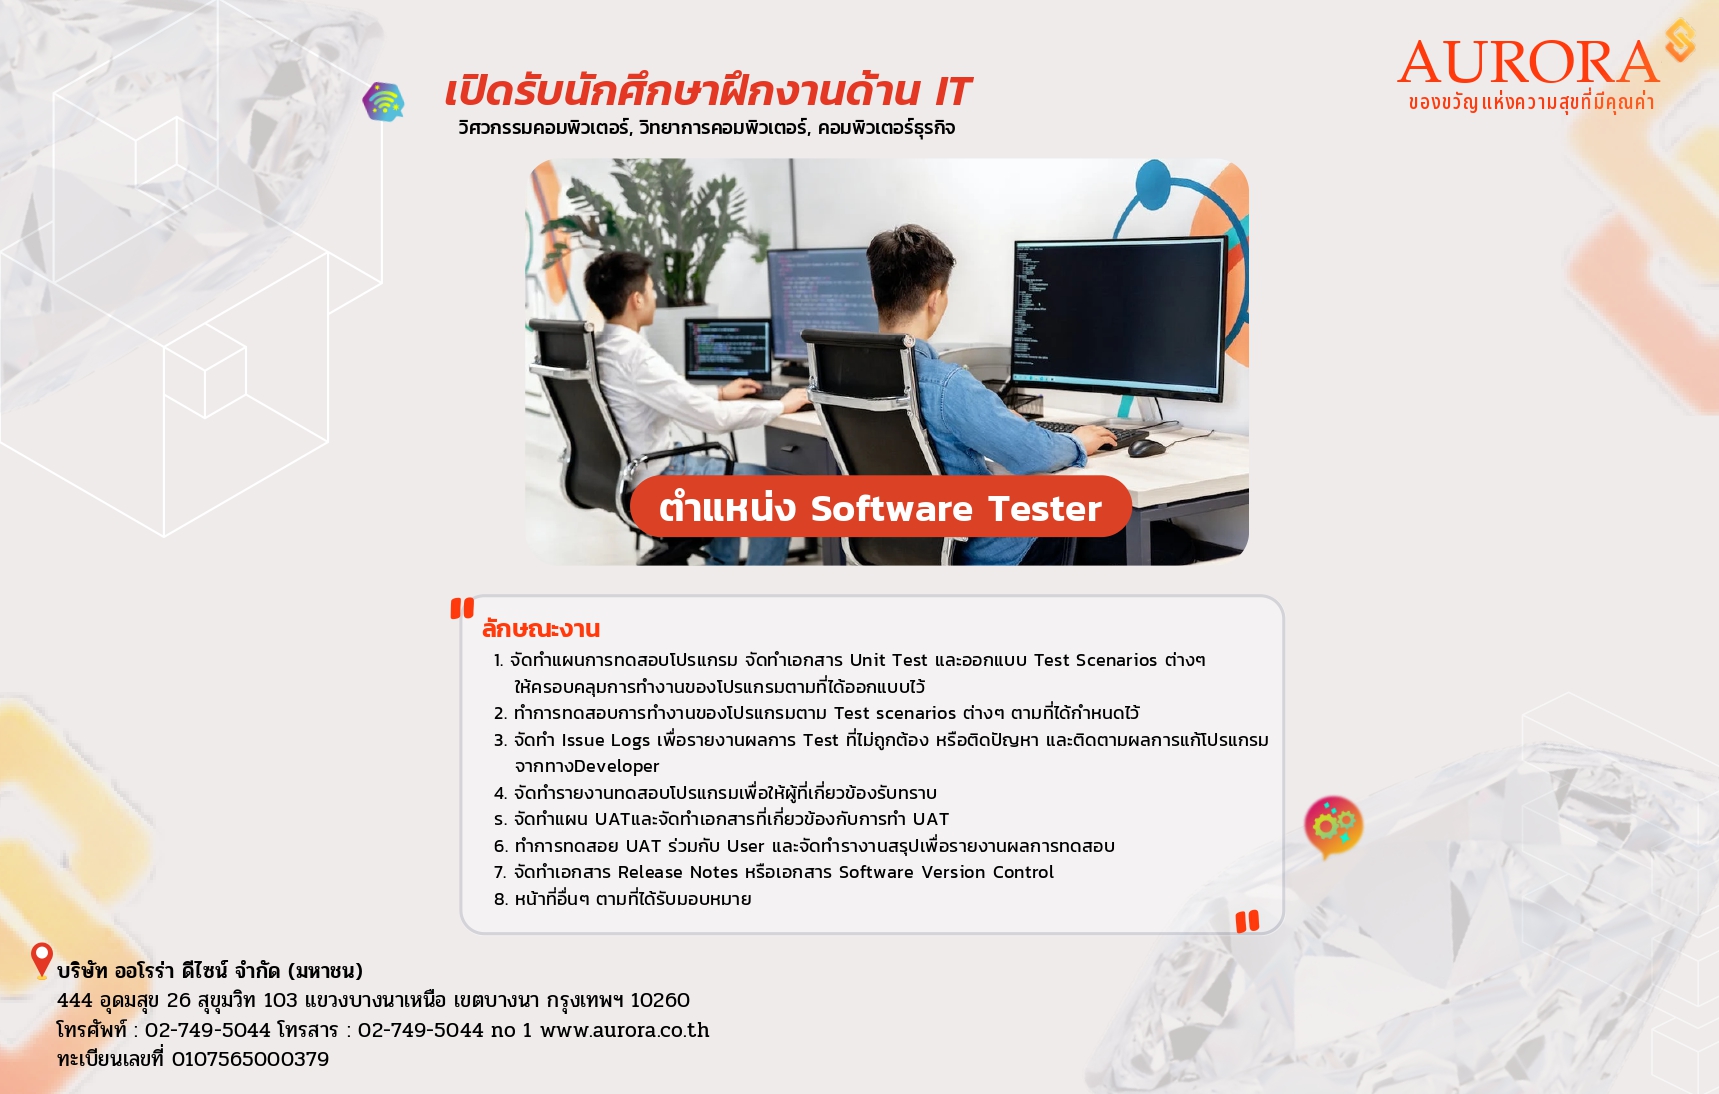 AURORA
ของขวัญแห่งความสุขที่มีคุณค่า
เปิดรับนักศึกษาฝึกงานด้าน IT
วิศวกรรมคอมพิวเตอร์, วิทยาการคอมพิวเตอร์, คอมพิวเตอร์ธุรกิจ
ตำแหน่ง Software Tester
ลักษณะงาน
1. จัดทำแผนการทดสอบโปรแกรม จัดทำเอกสาร Unit Test และออกแบบ Test Scenarios ต่างๆ
ให้ครอบคลุมการทำงานของโปรแกรมตามที่ได้ออกแบบไว้
2. ทำการทดสอบการทำงานของโปรแกรมตาม Test scenarios ต่างๆ ตามที่ได้กำหนดไว้
3. จัดทำ Issue Logs เพื่อรายงานผลการ Test ที่ไม่ถูกต้อง หรือติดปัญหา และติดตามผลการแก้โปรแกรม
จากทางDeveloper
4. จัดทำรายงานทดสอบโปรแกรมเพื่อให้ผู้ที่เกี่ยวข้องรับทราบ
s. จัดทำแผน UATและจัดทำเอกสารที่เกี่ยวข้องกับการทำ UAT
6. ทำการทดสอย UAT ร่วมกับ User และจัดทำรางานสรุปเพื่อรายงานผลการทดสอบ
7. จัดทำเอกสาร Release Notes หรือเอกสาร Software Version Control
8. หน้าที่อื่นๆ ตามที่ได้รับมอบหมาย
บริษัท ออโรร่า ดีไซน์ จำกัด (มหาชน)
444 อุดมสุข 26 สุขุมวิท 103 แขวงบางนาเหนือ เขตบางนา กรุงเทพฯ 10260
โทรศัพท์ : 02-749-5044 โทรสาร : 02-749-5044 no 1 www.aurora.co.th
ทะเบียนเลขที่ 0107565000379